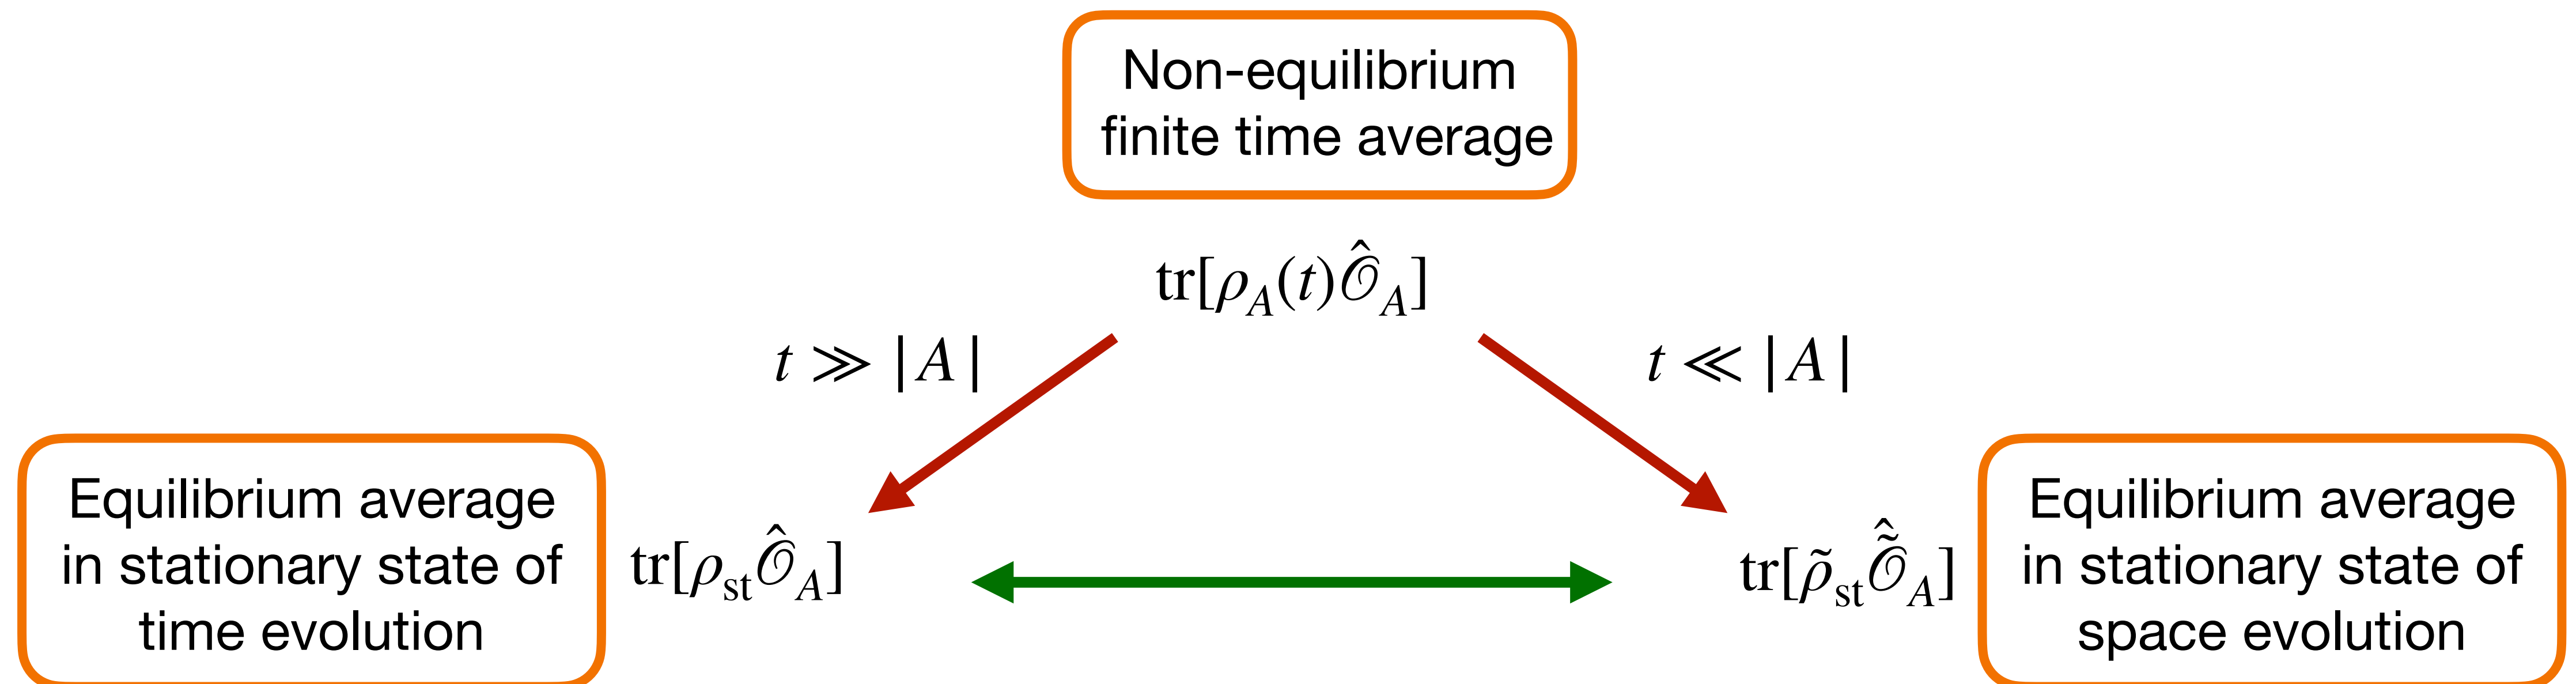 Non-equilibrium
finite time average
tr[ρ_A(t)𝒪̂_A]
t ≫ |A|
t ≪ |A|
Equilibrium average
in stationary state of
time evolution
tr[ρ_st 𝒪̂_A]
tr[ρ̃_st 𝒪̃̂_A]
Equilibrium average
in stationary state of
space evolution